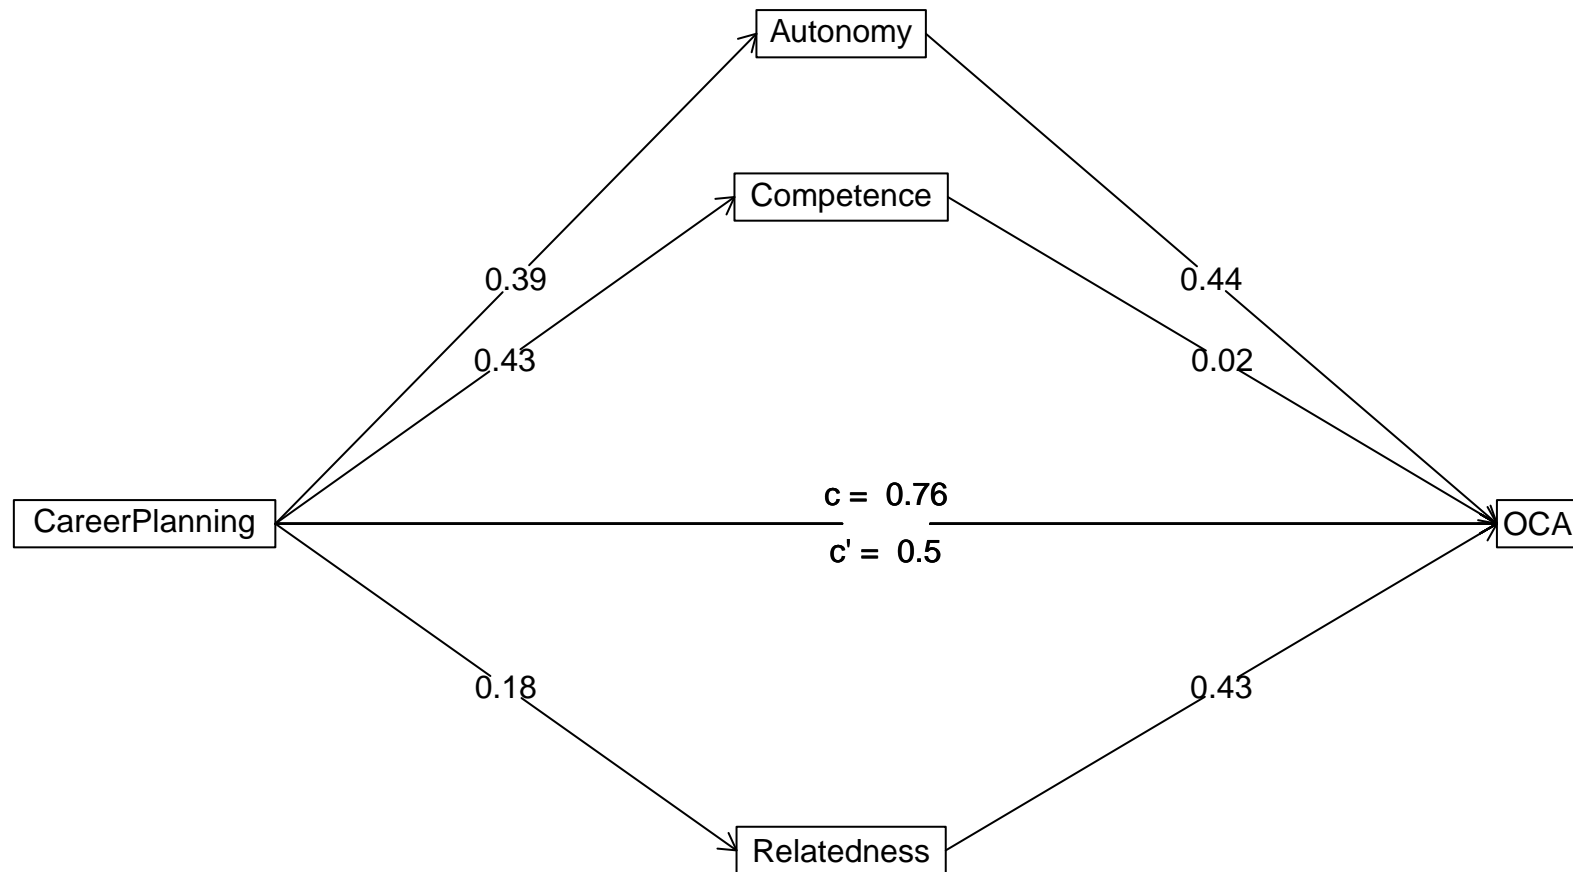 Autonomy
Competence
0.39
0.44
0.43
0.02
c = 0.76
CareerPlanning
OCA
c' = 0.5
0.18
0.43
Relatedness